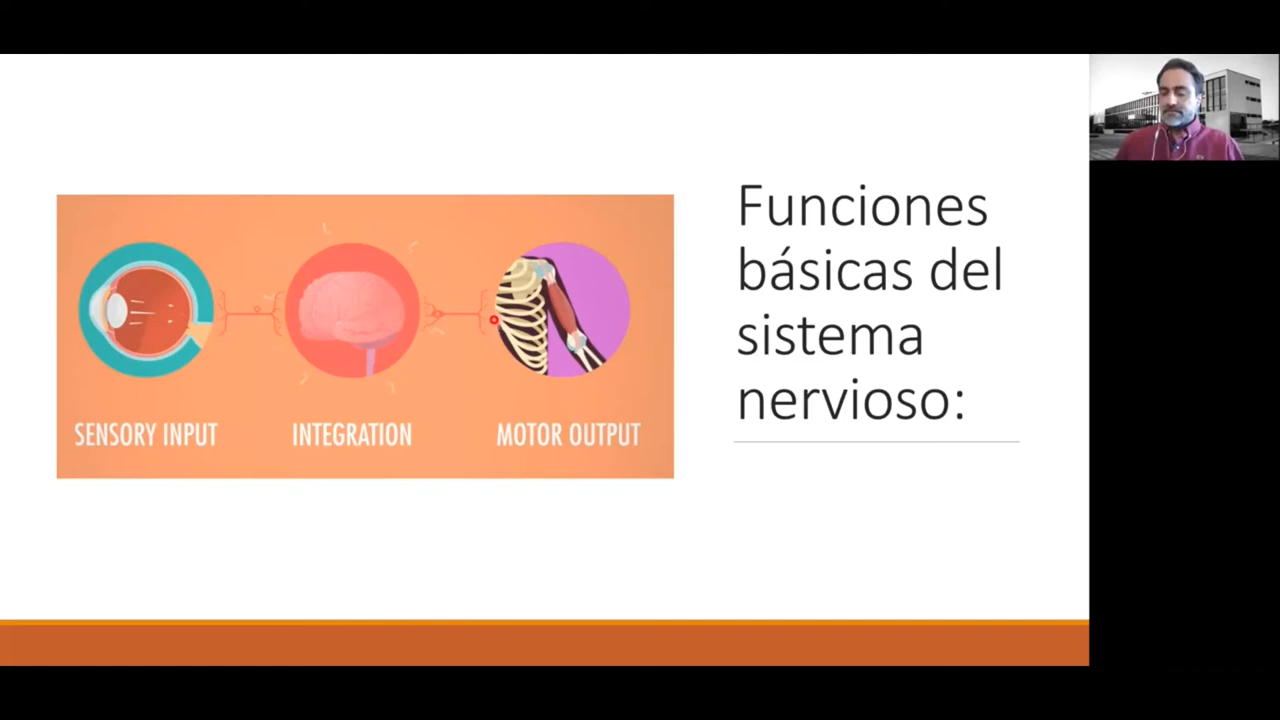 Funciones
básicas del
sistema
nervioso:
SENSORY INPUT
INTEGRATION
MOTOR OUTPUT